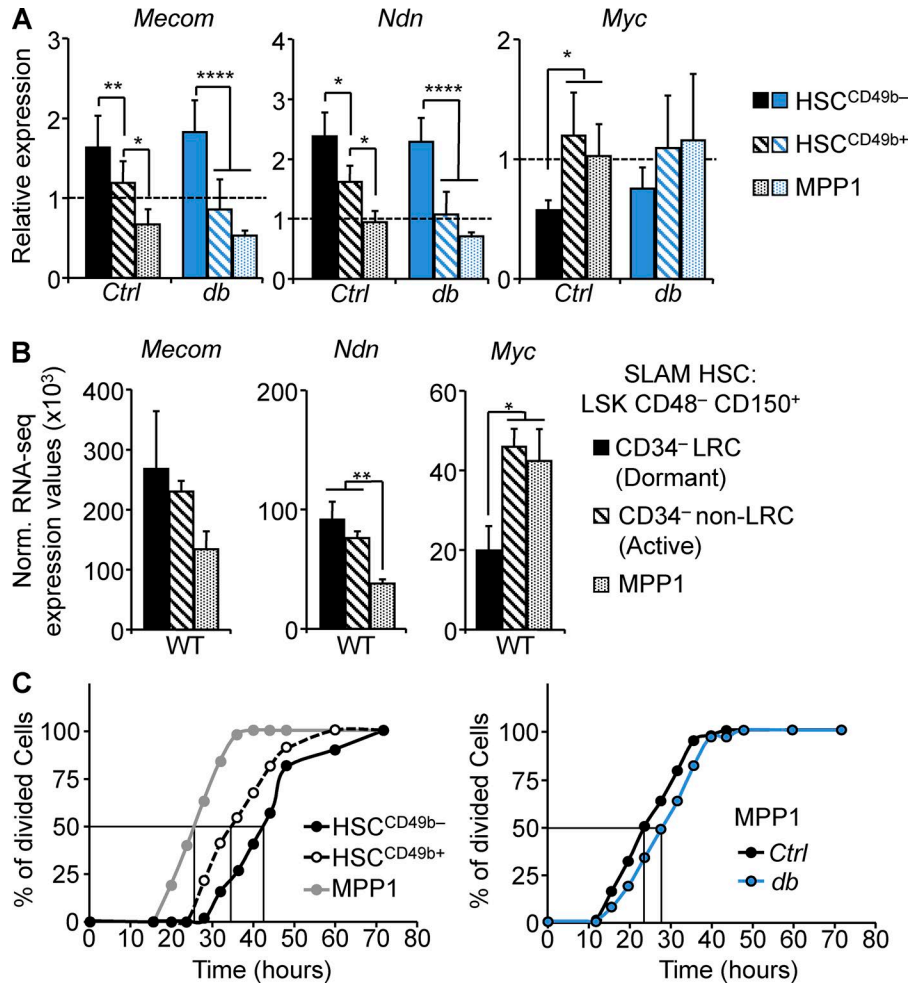 A
Mecom
Ndn
Myc
Relative expression
3
2
1
0
**
*
****
Ctrl
db
4
3
2
1
0
*
*
****
Ctrl
db
2
1
0
*
Ctrl
db
HSC^CD49b–
HSC^CD49b+
MPP1
B
Mecom
Ndn
Myc
Norm. RNA-seq
expression values (x10³)
400
300
200
100
0
WT
200
100
0
**
WT
60
40
20
0
*
WT
SLAM HSC:
LSK CD48– CD150+
CD34– LRC
(Dormant)
CD34– non-LRC
(Active)
MPP1
C
% of divided Cells
100
75
50
25
0
0 10 20 30 40 50 60 70 80
Time (hours)
HSC^CD49b–
HSC^CD49b+
MPP1
% of divided Cells
100
75
50
25
0
0 10 20 30 40 50 60 70 80
Time (hours)
MPP1
Ctrl
db